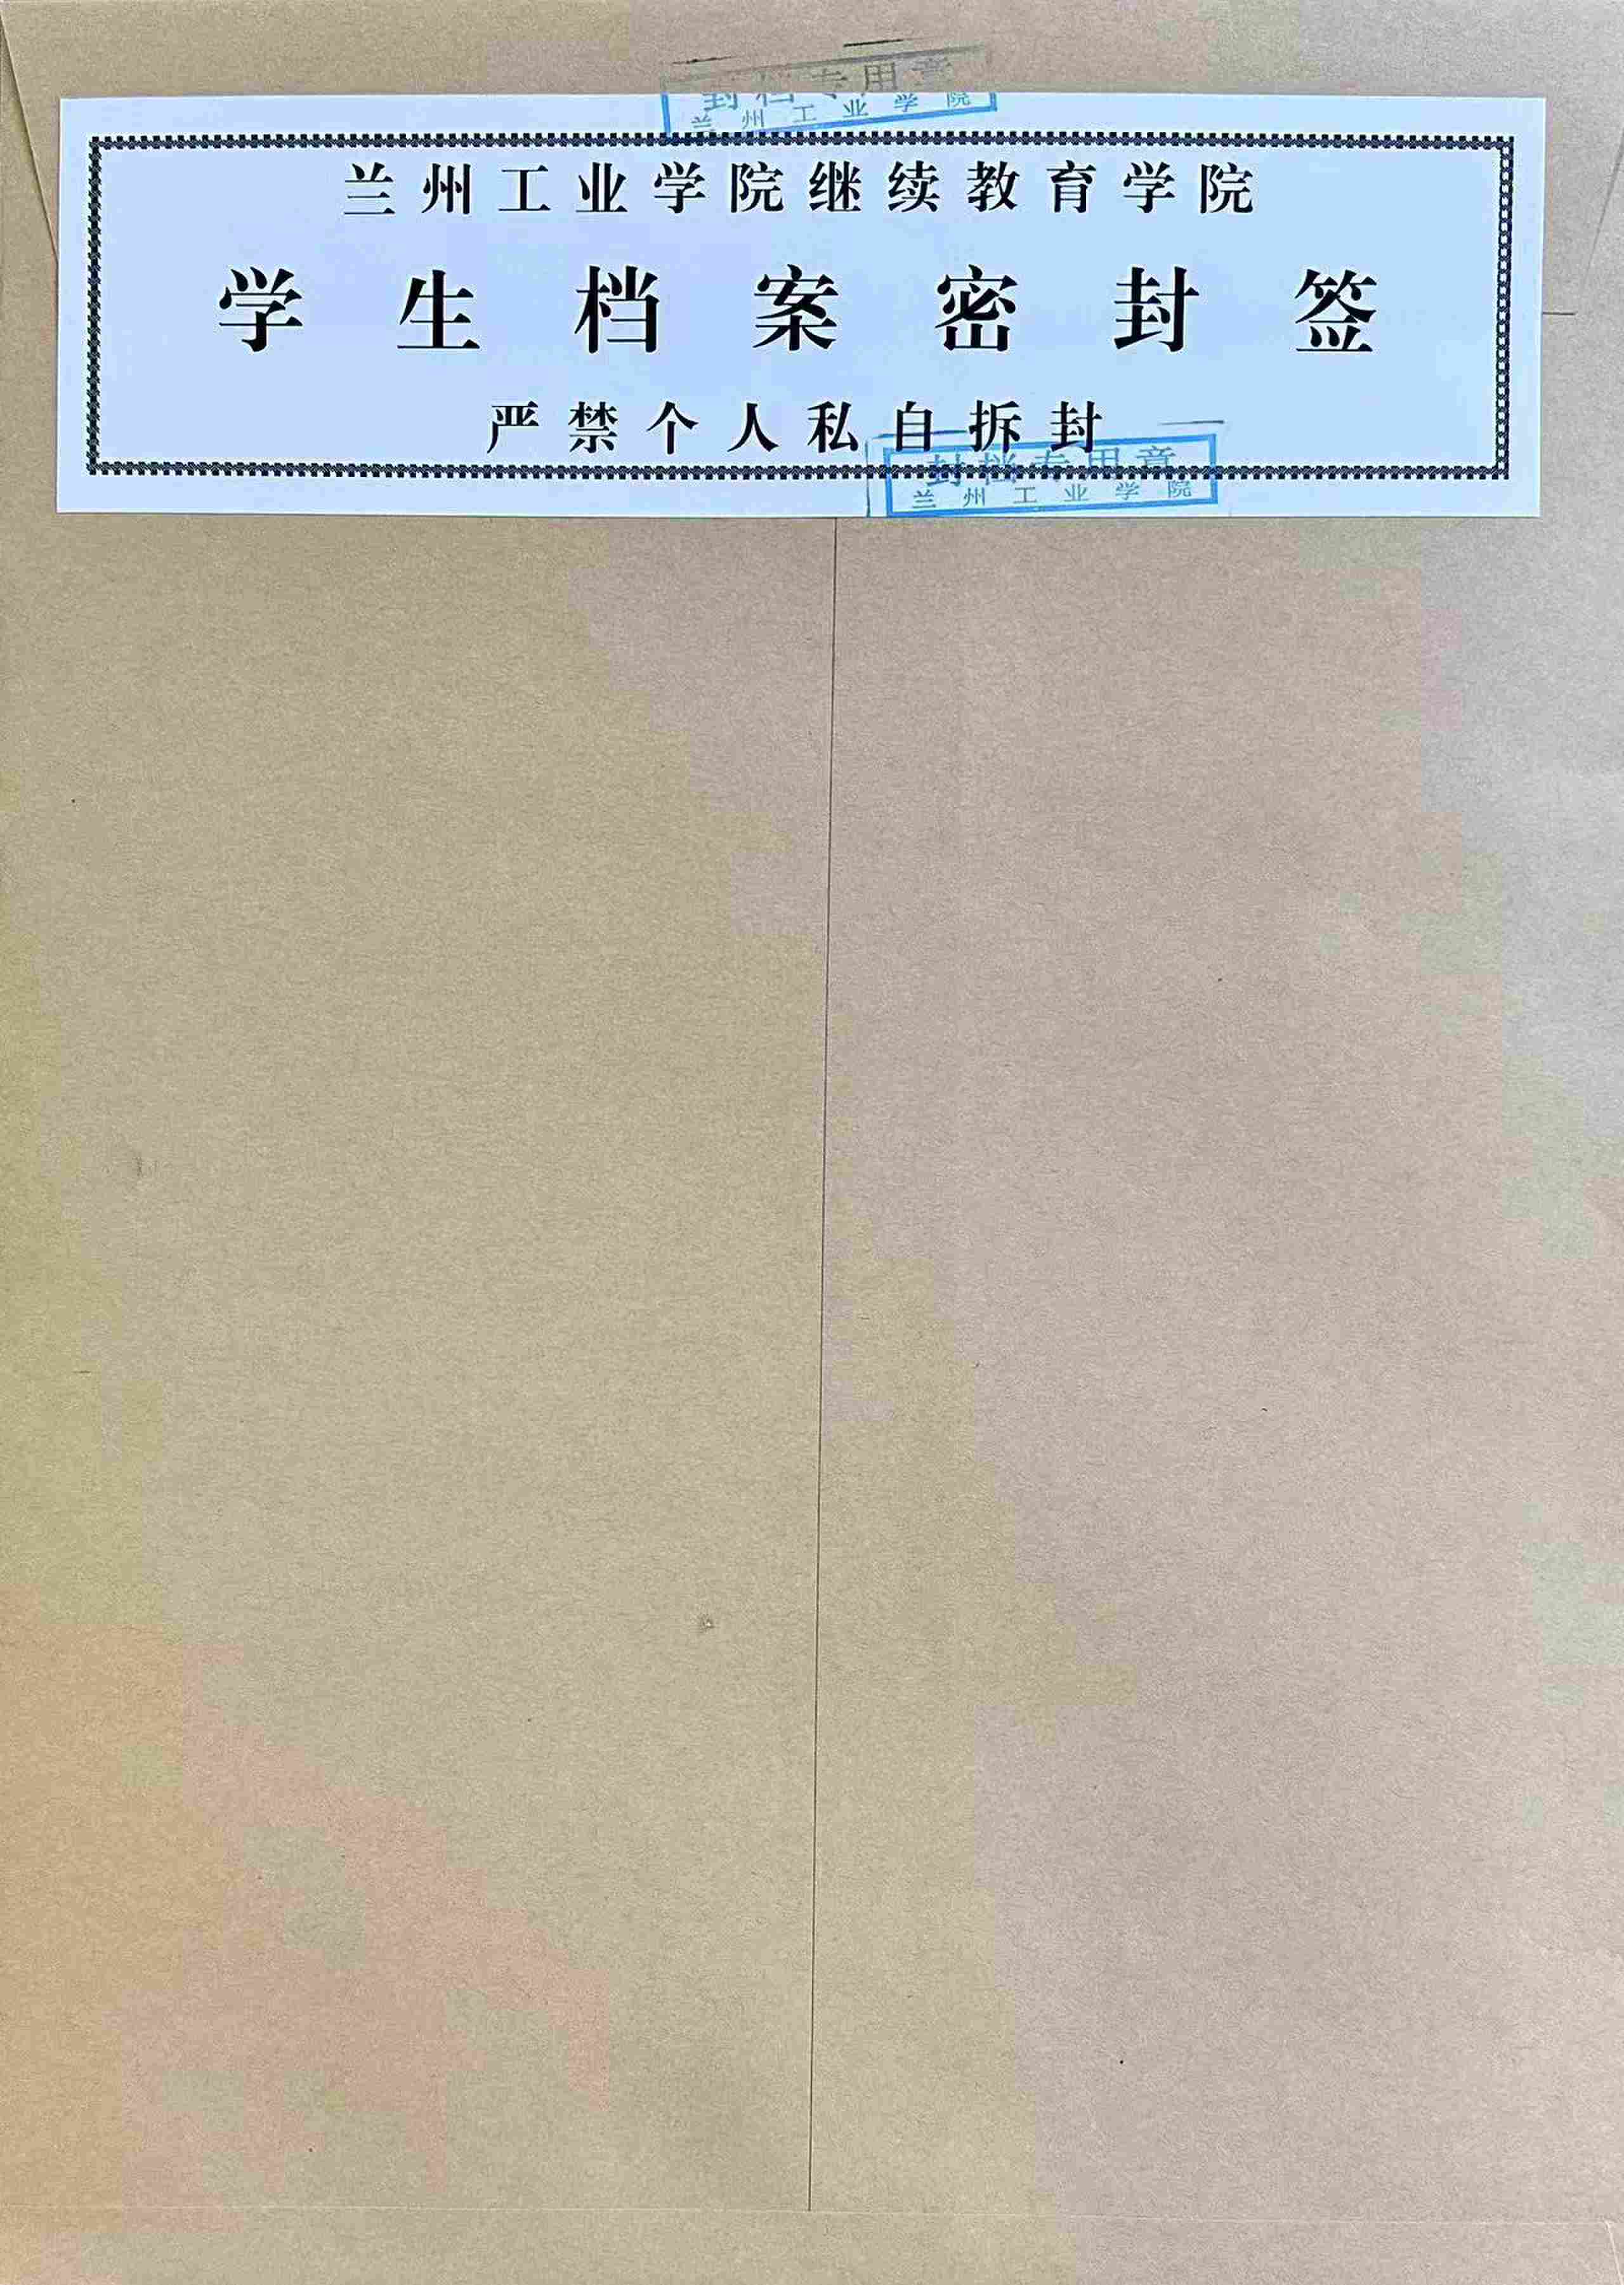 封档专用章
兰州工业学院
兰州工业学院继续教育学院
学生档案密封签
严禁个人私自拆封
封档专用章
兰州工业学院